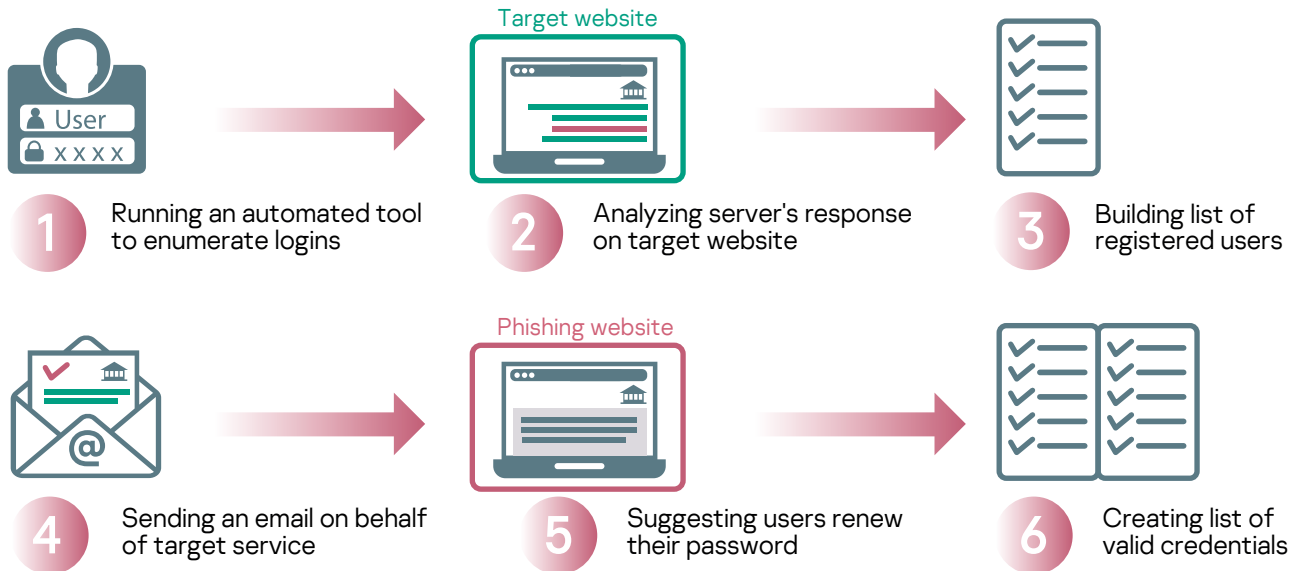 Target website
User
x x x x
1
Running an automated tool
to enumerate logins
2
Analyzing server's response
on target website
3
Building list of
registered users
Phishing website
@
4
Sending an email on behalf
of target service
5
Suggesting users renew
their password
6
Creating list of
valid credentials